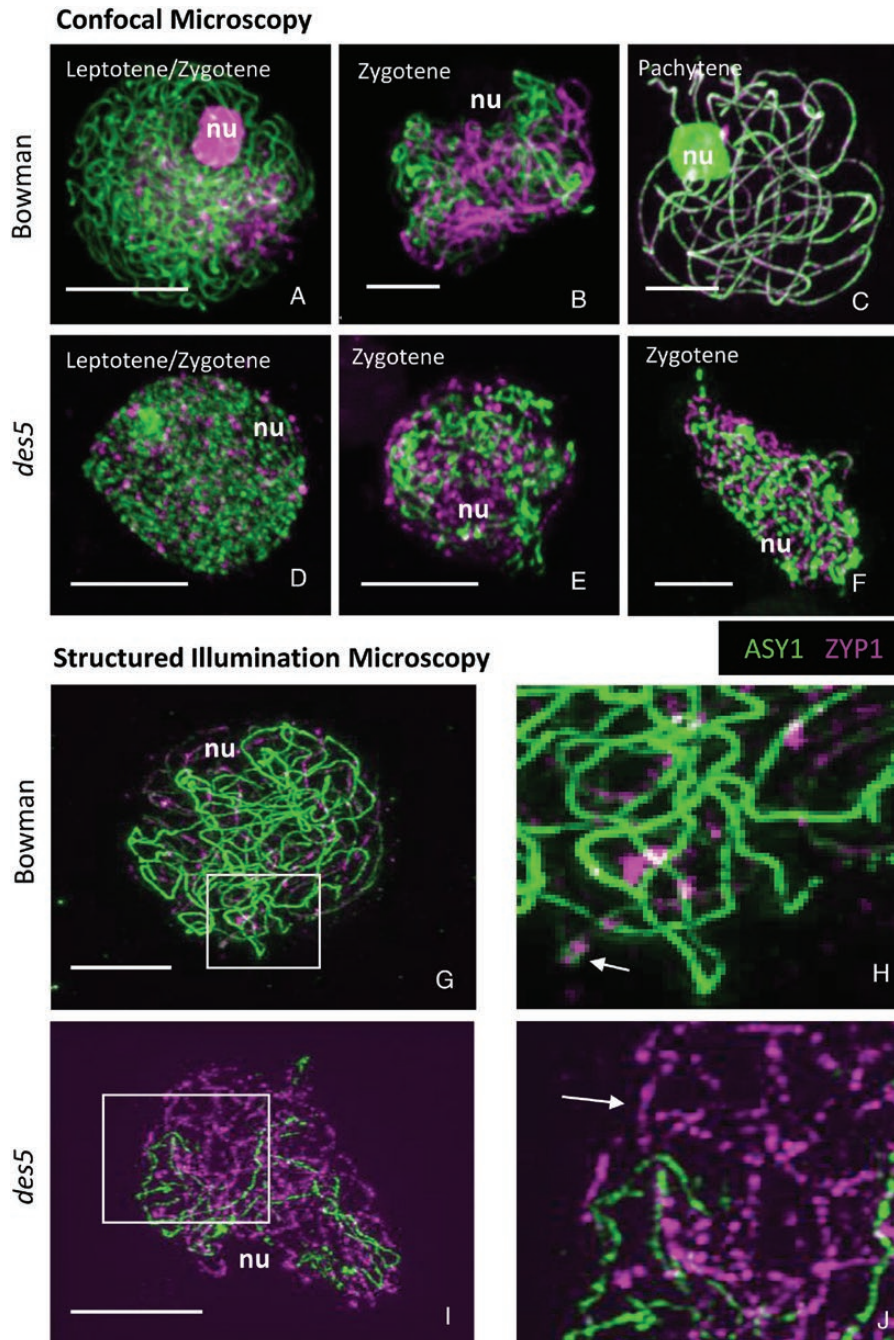 Confocal Microscopy
Bowman
Leptotene/Zygotene
nu
A
Zygotene
nu
B
Pachytene
nu
C
des5
Leptotene/Zygotene
nu
D
Zygotene
nu
E
Zygotene
nu
F
Structured Illumination Microscopy
ASY1 ZYP1
Bowman
nu
G
H
des5
nu
I
J